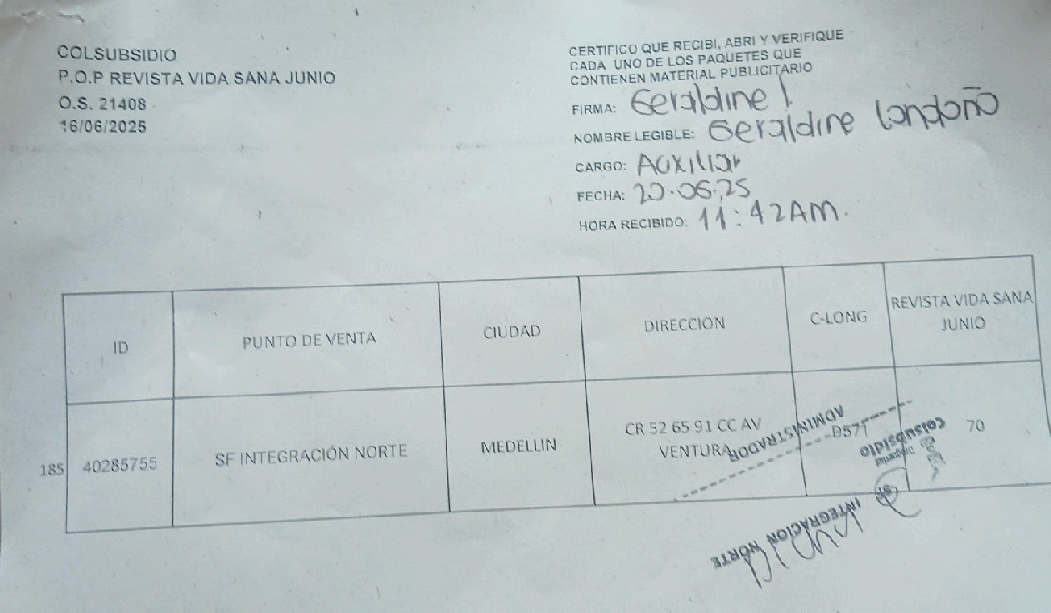 COLSUBSIDIO
P.O.P REVISTA VIDA SANA JUNIO
O.S. 21408
16/06/2025
CERTIFICO QUE RECIBI, ABRI Y VERIFIQUE
CADA UNO DE LOS PAQUETES QUE
CONTIENEN MATERIAL PUBLICITARIO
FIRMA: Geraldine L
NOMBRE LEGIBLE: Geraldine Londoño
CARGO: Auxiliar
FECHA: 20.06.25
HORA RECIBIDO: 11:42AM.
ID
PUNTO DE VENTA
CIUDAD
DIRECCION
C-LONG
REVISTA VIDA SANA
JUNIO
185
40285755
SF INTEGRACIÓN NORTE
MEDELLIN
CR 52 65 91 CC AV
VENTURA
D571
70
ADMINISTRADOR
colsubsidio
INTEGRACION NORTE